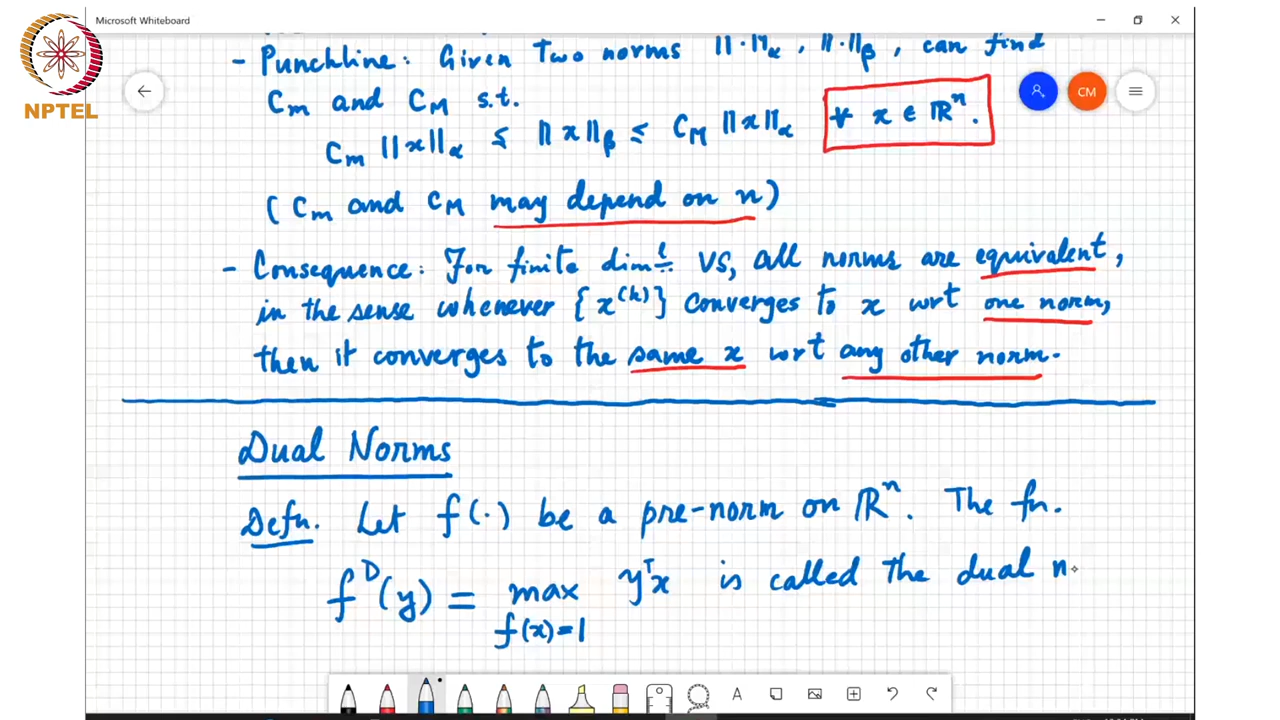 Microsoft Whiteboard
NPTEL
CM
- Punchline: Given two norms ||·||α, ||·||β, can find
Cm and CM s.t.
Cm ||x||α ≤ ||x||β ≤ CM ||x||α ∀ x ∈ ℝⁿ.
(Cm and CM may depend on n)
- Consequence: For finite diml VS, all norms are equivalent,
in the sense whenever {x^(k)} converges to x wrt one norm,
then it converges to the same x wrt any other norm.
Dual Norms
Defn. Let f(·) be a pre-norm on ℝⁿ. The fn.
f^D(y) = max y^T x is called the dual n
f(x)=1